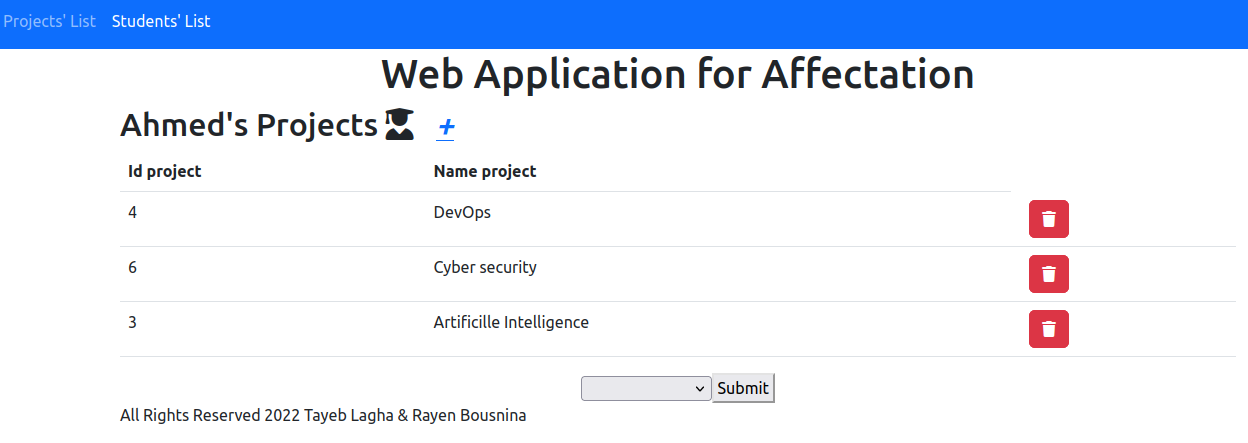 Projects' List Students' List
Web Application for Affectation
Ahmed's Projects +
Id project Name project
4 DevOps
6 Cyber security
3 Artificille Intelligence
Submit
All Rights Reserved 2022 Tayeb Lagha & Rayen Bousnina